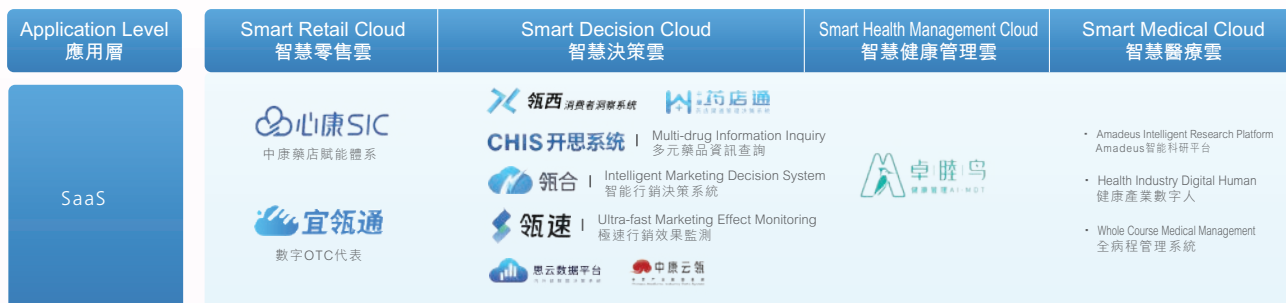 Application Level
應用層
Smart Retail Cloud
智慧零售雲
Smart Decision Cloud
智慧決策雲
Smart Health Management Cloud
智慧健康管理雲
Smart Medical Cloud
智慧醫療雲
SaaS
心康SIC
中康藥店賦能體系
宜瓴通
數字OTC代表
瓴西 消费者洞察系统
药店通
CHIS 开思系统
Multi-drug Information Inquiry
多元藥品資訊查詢
瓴合
Intelligent Marketing Decision System
智能行銷決策系統
瓴速
Ultra-fast Marketing Effect Monitoring
極速行銷效果監測
思云数据平台
中康云瓴
卓睦鸟
健康管理AI-MDT
· Amadeus Intelligent Research Platform
Amadeus智能科研平台
· Health Industry Digital Human
健康產業數字人
· Whole Course Medical Management
全病程管理系統